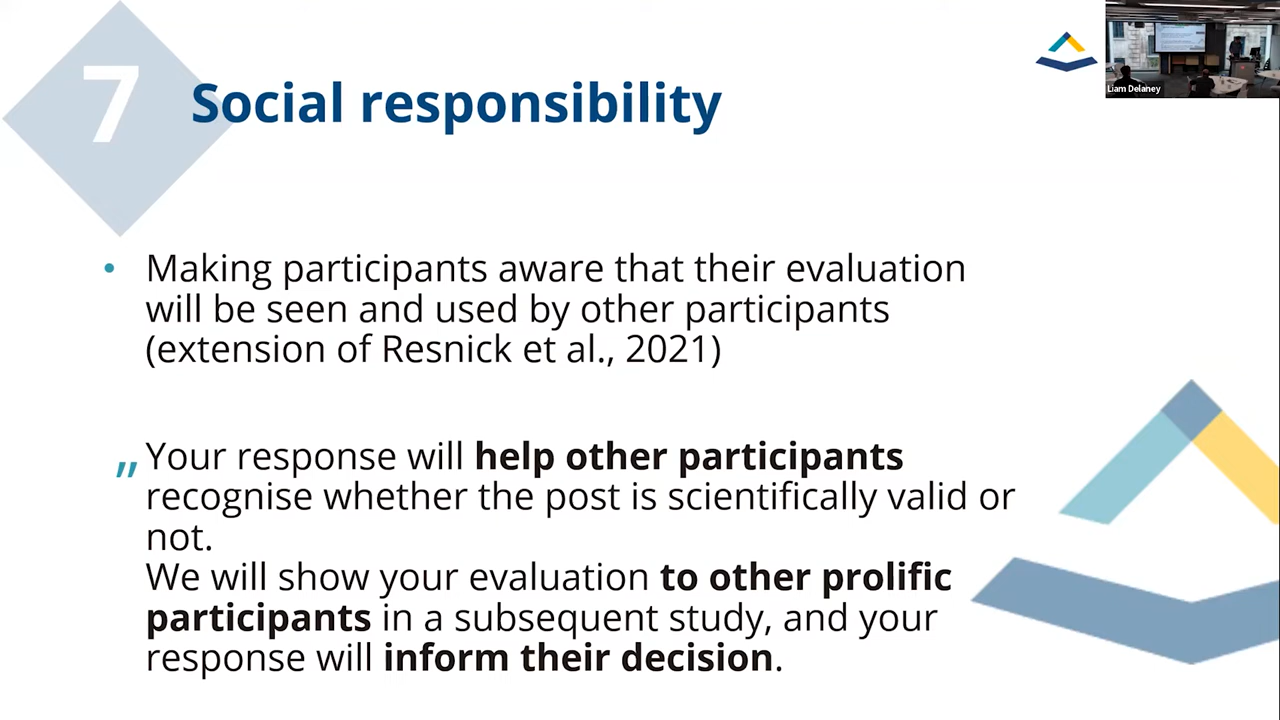 7
Social responsibility
Liam Delaney
• Making participants aware that their evaluation
will be seen and used by other participants
(extension of Resnick et al., 2021)
„ Your response will help other participants
recognise whether the post is scientifically valid or
not.
We will show your evaluation to other prolific
participants in a subsequent study, and your
response will inform their decision.